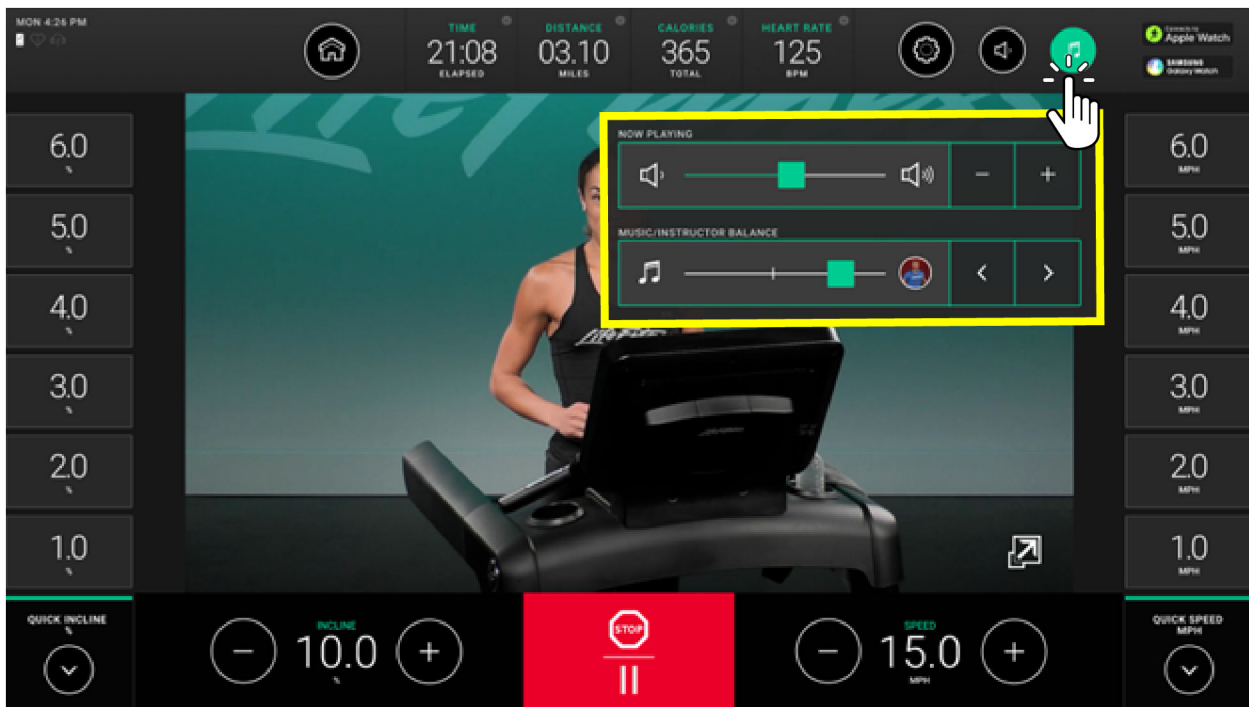 MON 4:26 PM
TIME
21:08
ELAPSED
DISTANCE
03.10
MILES
CALORIES
365
TOTAL
HEART RATE
125
BPM
Connects to
Apple Watch
SAMSUNG
Galaxy Watch
NOW PLAYING
MUSIC/INSTRUCTOR BALANCE
6.0
%
5.0
%
4.0
%
3.0
%
2.0
%
1.0
%
QUICK INCLINE
%
6.0
MPH
5.0
MPH
4.0
MPH
3.0
MPH
2.0
MPH
1.0
MPH
QUICK SPEED
MPH
INCLINE
10.0
%
STOP
SPEED
15.0
MPH